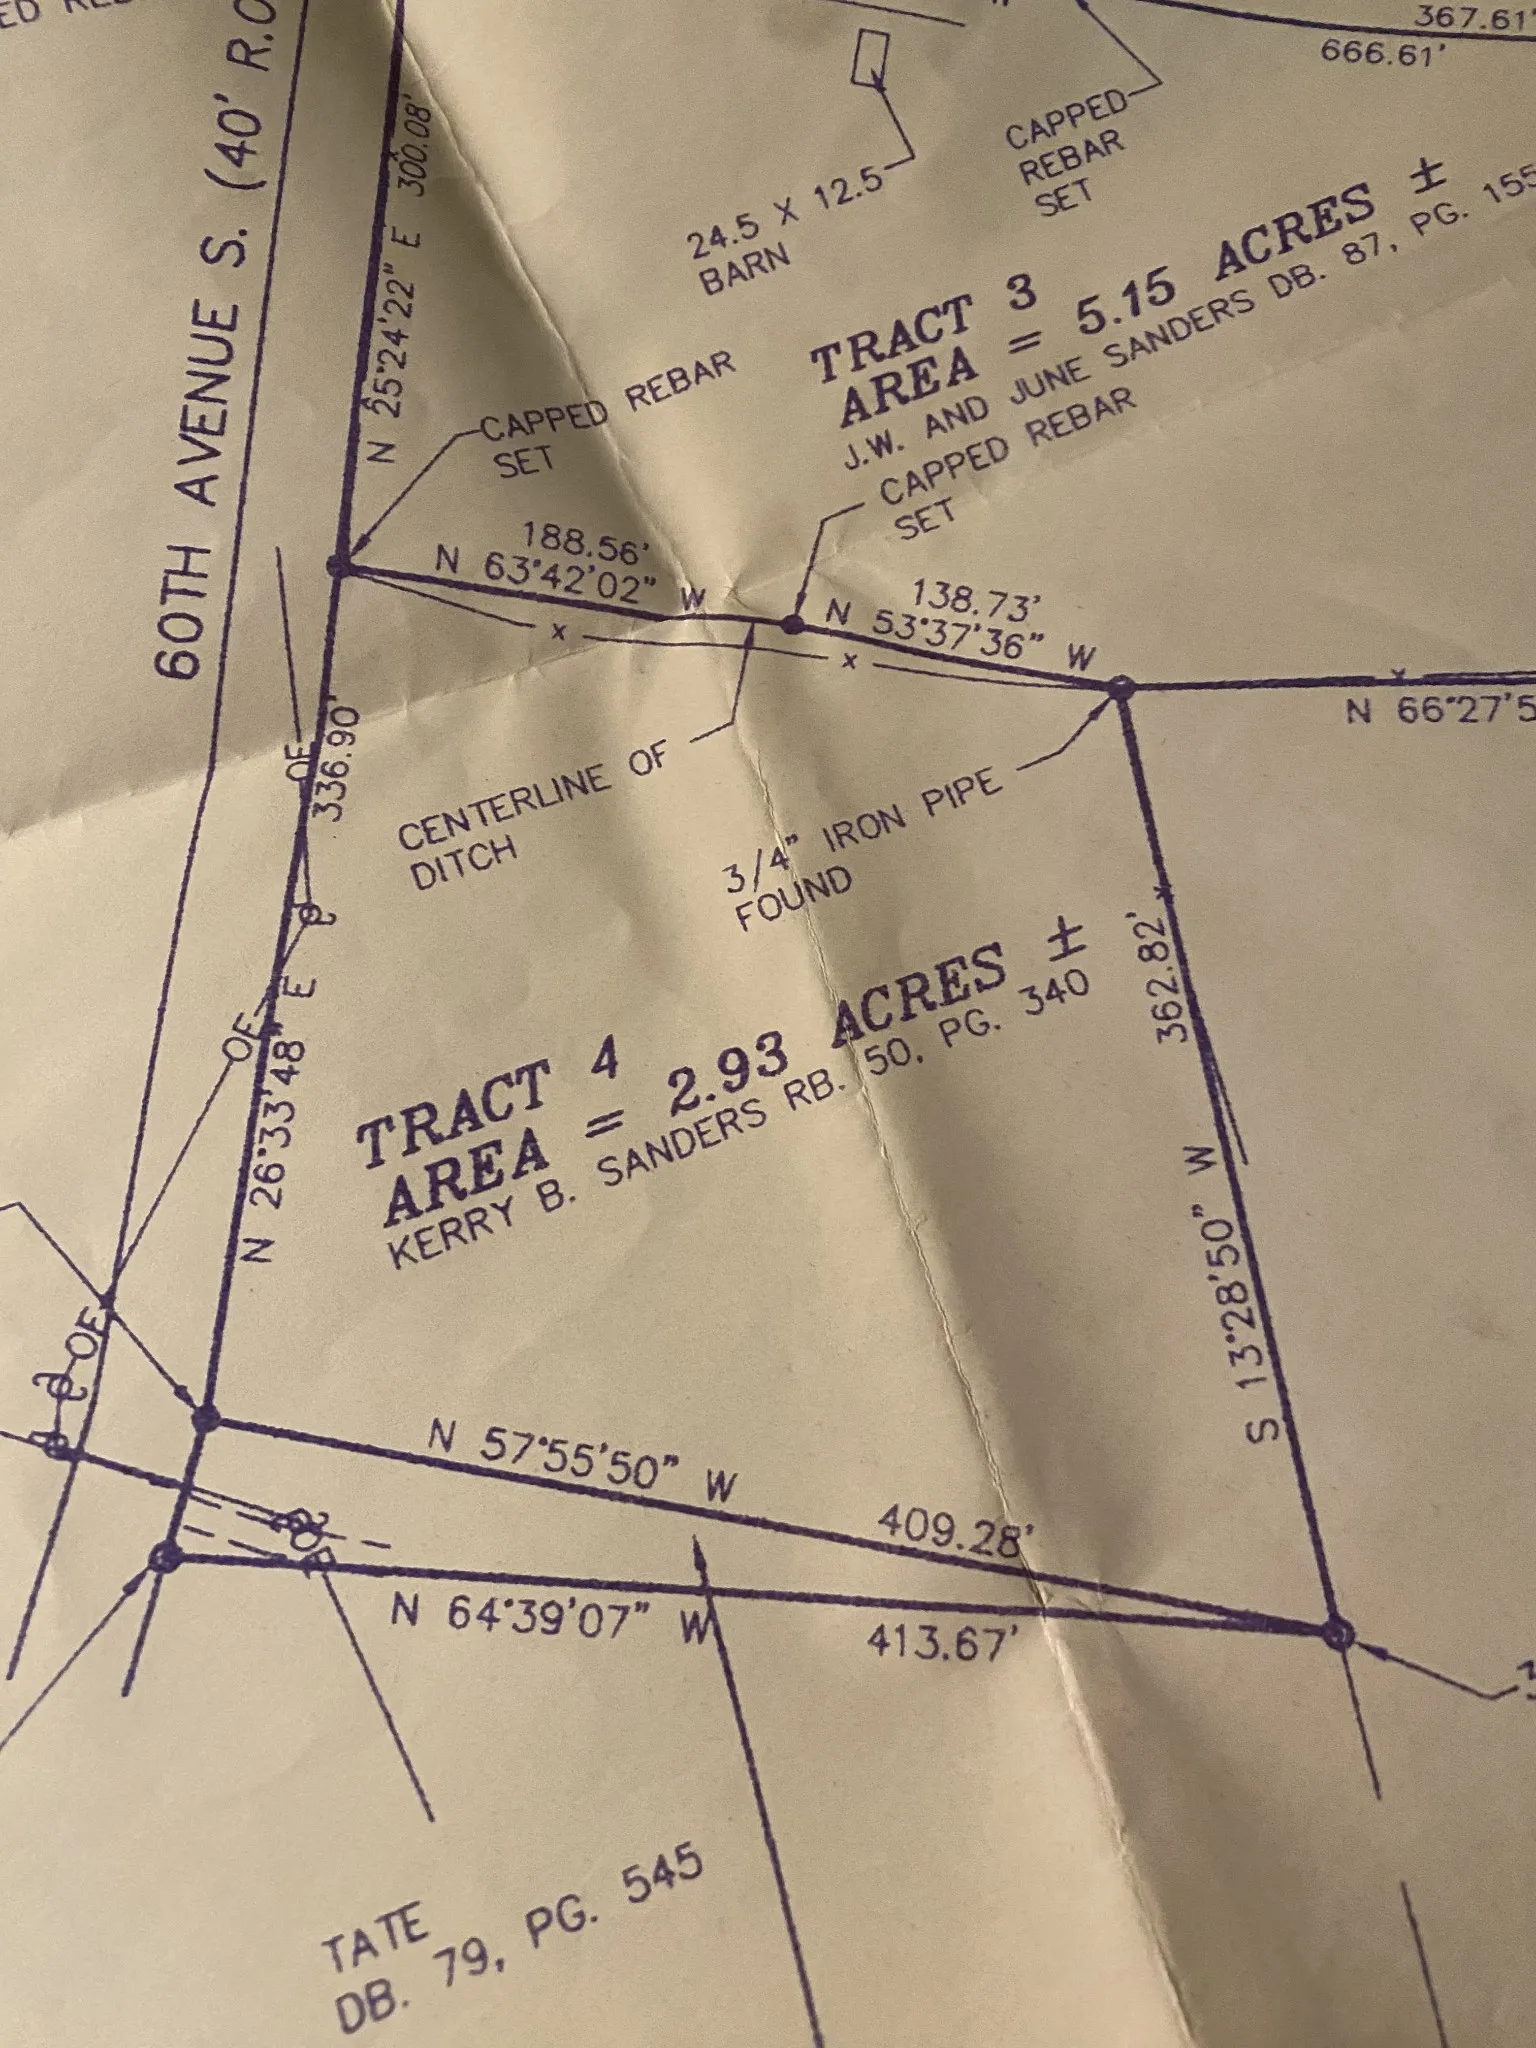 367.61'
666.61'
60TH AVENUE S. (40' R.O
N 25°24'22" E 300.08'
24.5 X 12.5
BARN
CAPPED
REBAR
SET
TRACT 3
AREA = 5.15 ACRES ±
J.W. AND JUNE SANDERS DB. 87, PG. 155
CAPPED REBAR
SET
CAPPED REBAR
SET
188.56'
N 63°42'02" W
138.73'
N 53°37'36" W
x
x
N 66°27'5
OE
336.90'
CENTERLINE OF
DITCH
3/4" IRON PIPE
FOUND
362.82'
OE
N 26°33'48" E
TRACT 4
AREA = 2.93 ACRES ±
KERRY B. SANDERS RB. 50, PG. 340
S 13°28'50" W
OE
N 57°55'50" W
409.28'
N 64°39'07" W
413.67'
3
TATE
DB. 79, PG. 545